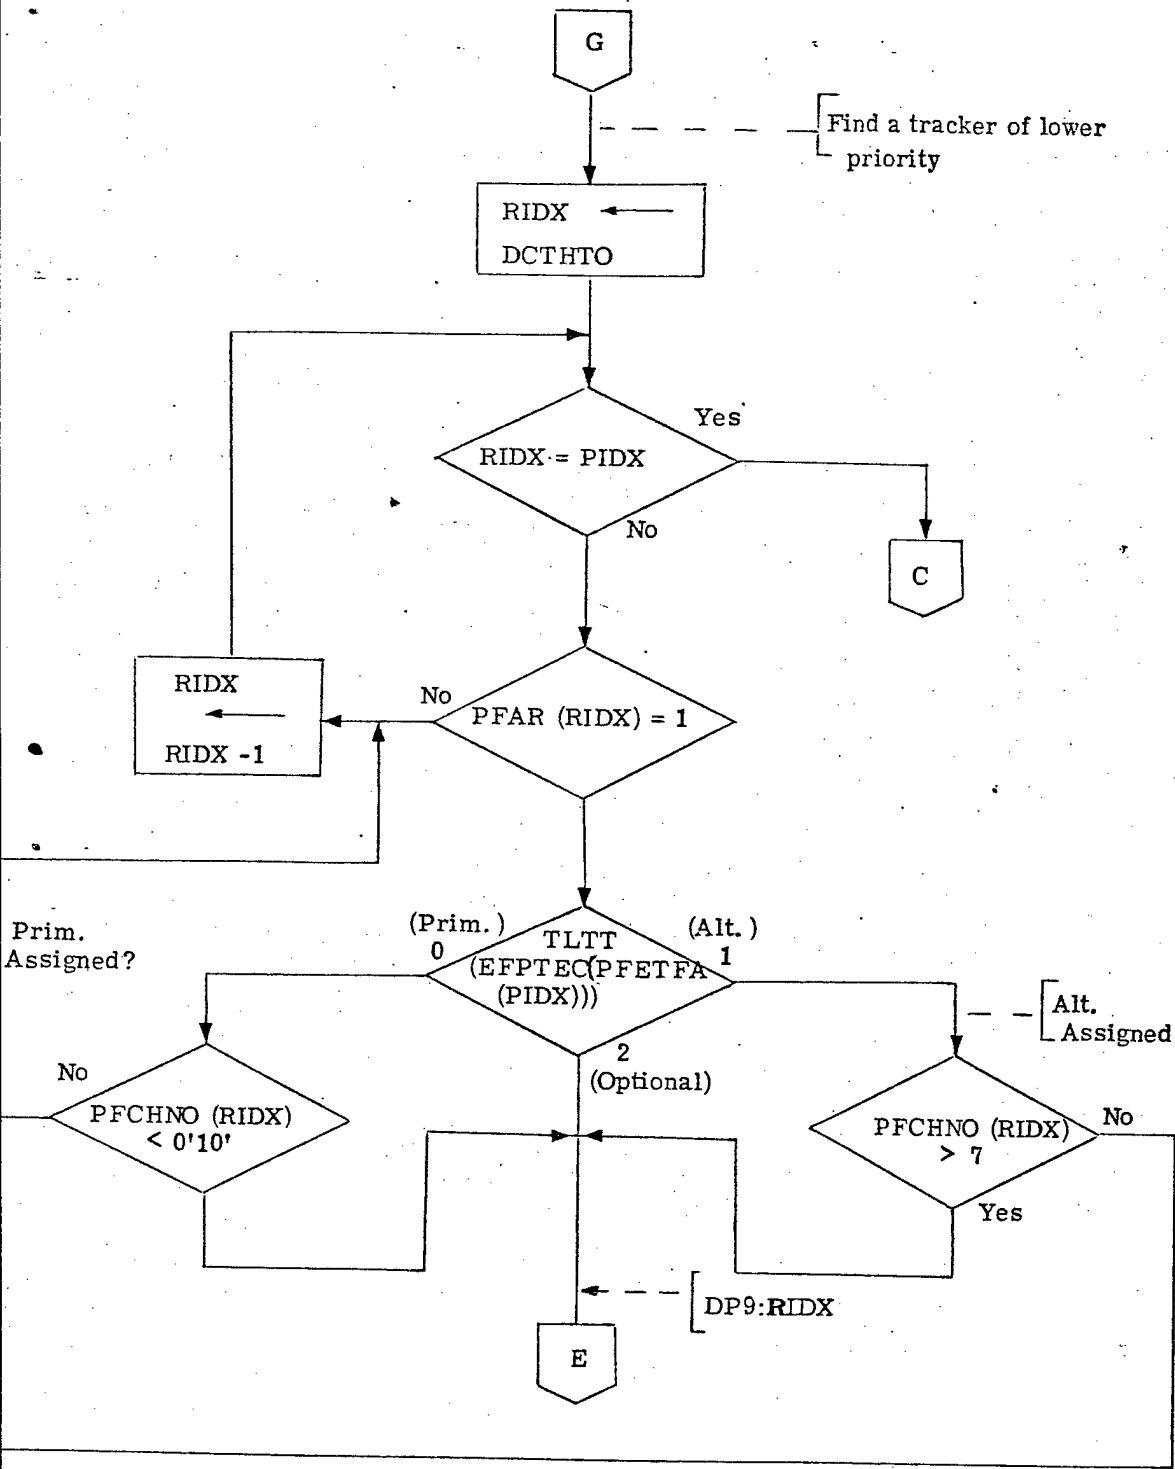 G
Find a tracker of lower
priority
RIDX
DCTHTO
Yes
RIDX = PIDX
No
C
RIDX
RIDX -1
No
PFAR (RIDX) = 1
Prim.
Assigned?
(Prim.)
0
TLTT
(EFPTEC(PFETFA
(PIDX)))
(Alt.)
1
2
(Optional)
Alt.
Assigned
No
PFCHNO (RIDX)
< 0'10'
PFCHNO (RIDX)
> 7
No
Yes
DP9:RIDX
E